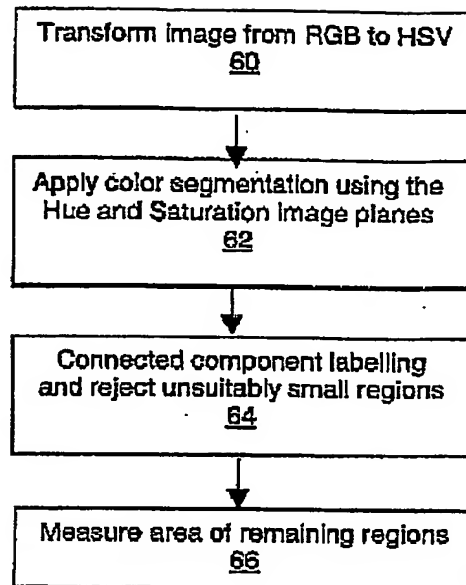 Transform image from RGB to HSV
60
Apply color segmentation using the
Hue and Saturation image planes
62
Connected component labelling
and reject unsuitably small regions
64
Measure area of remaining regions
66